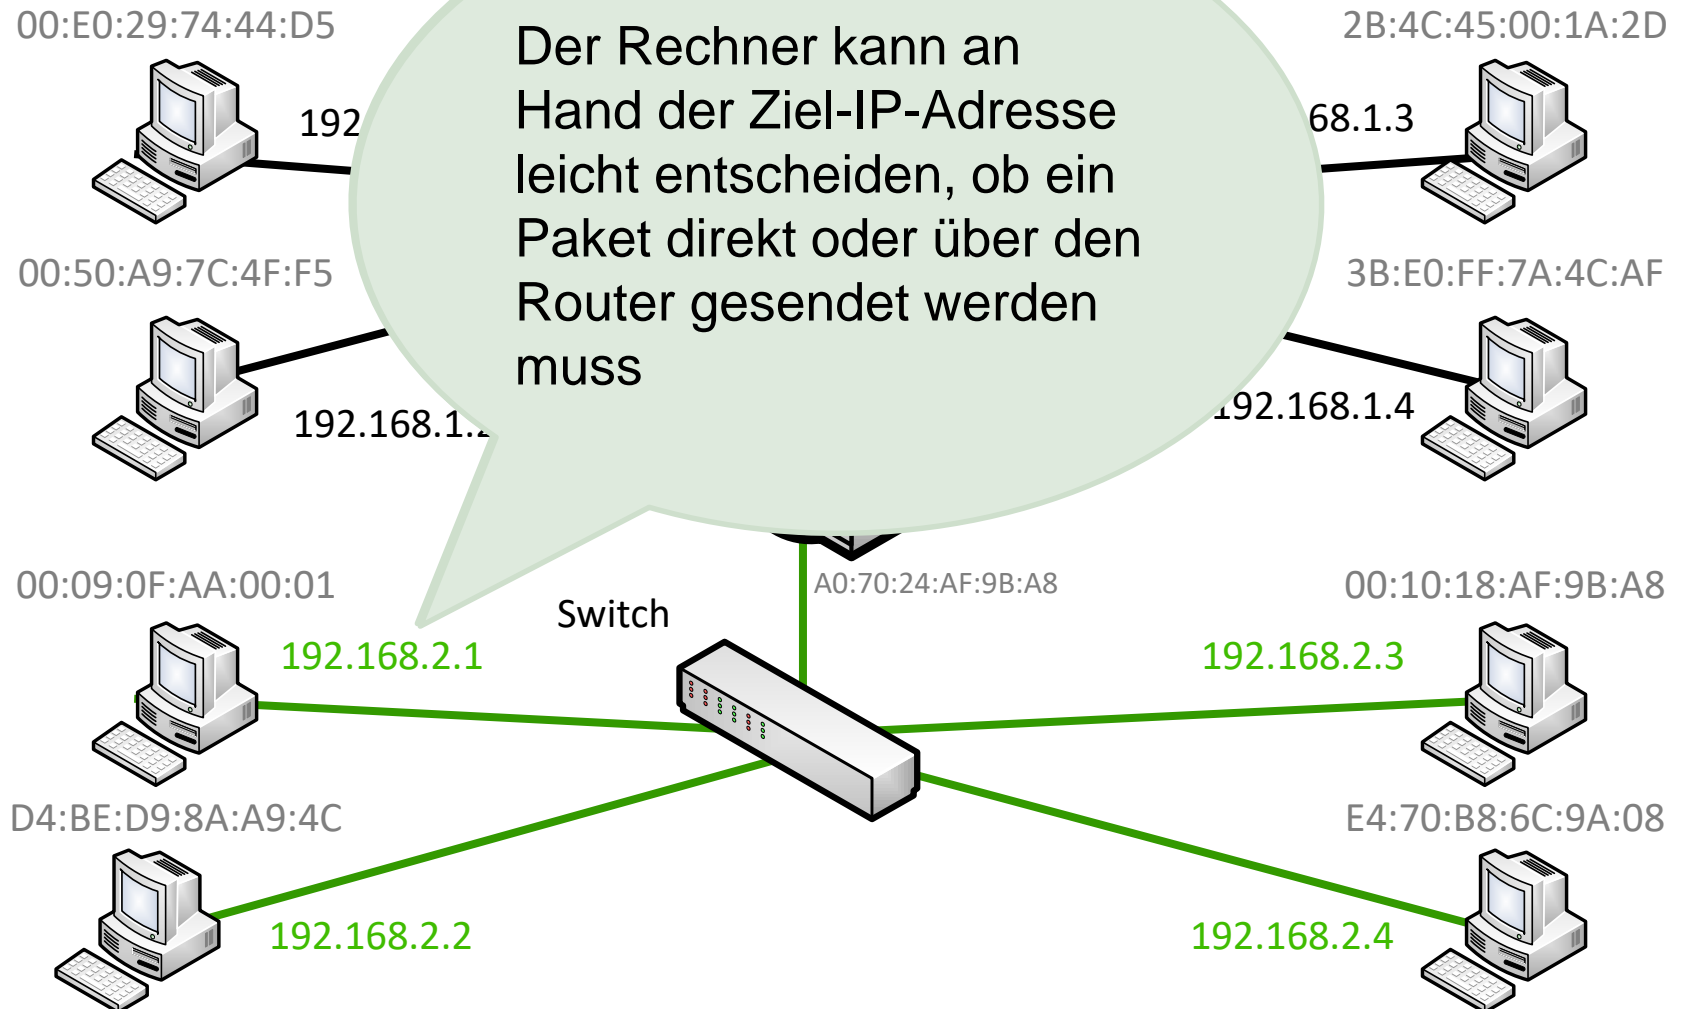 00:E0:29:74:44:D5
2B:4C:45:00:1A:2D
Der Rechner kann an
Hand der Ziel-IP-Adresse
leicht entscheiden, ob ein
Paket direkt oder über den
Router gesendet werden
muss
192
68.1.3
00:50:A9:7C:4F:F5
3B:E0:FF:7A:4C:AF
192.168.1.2
192.168.1.4
00:09:0F:AA:00:01
A0:70:24:AF:9B:A8
00:10:18:AF:9B:A8
Switch
192.168.2.1
192.168.2.3
D4:BE:D9:8A:A9:4C
E4:70:B8:6C:9A:08
192.168.2.2
192.168.2.4